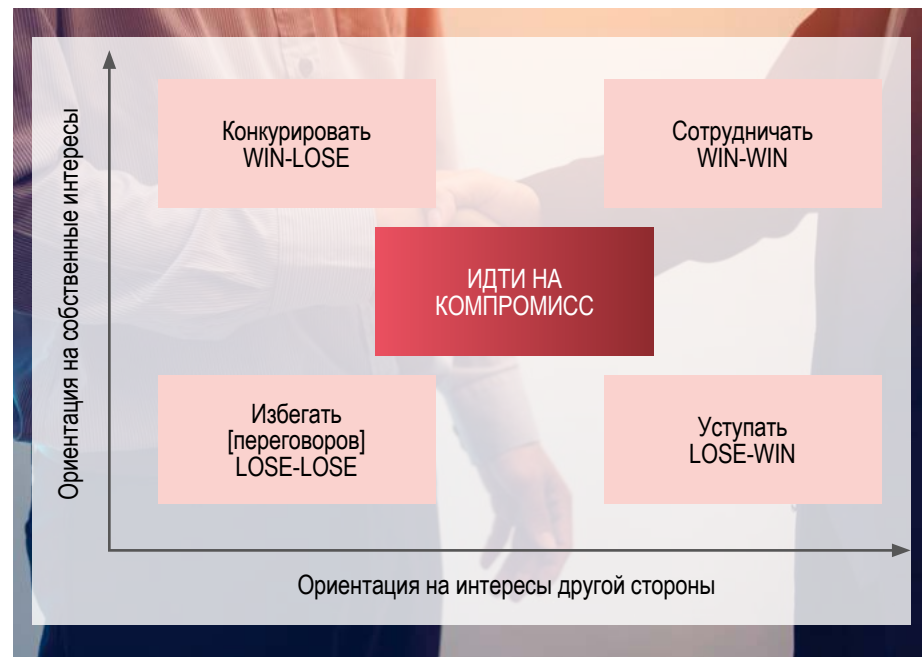 Ориентация на собственные интересы
Конкурировать
WIN-LOSE
Сотрудничать
WIN-WIN
ИДТИ НА
КОМПРОМИСС
Избегать
[переговоров]
LOSE-LOSE
Уступать
LOSE-WIN
Ориентация на интересы другой стороны